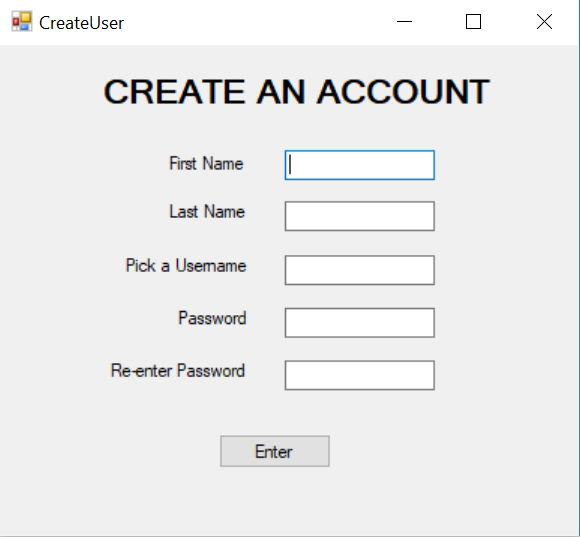 CreateUser
CREATE AN ACCOUNT
First Name
Last Name
Pick a Username
Password
Re-enter Password
Enter